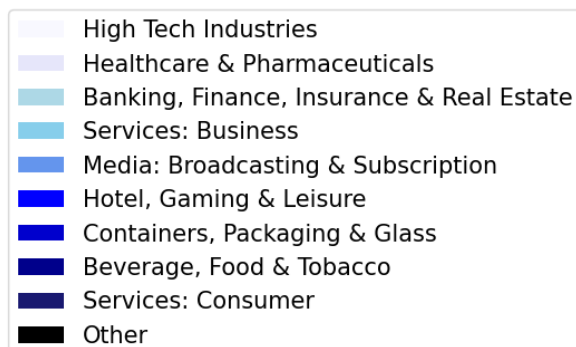 High Tech Industries
Healthcare & Pharmaceuticals
Banking, Finance, Insurance & Real Estate
Services: Business
Media: Broadcasting & Subscription
Hotel, Gaming & Leisure
Containers, Packaging & Glass
Beverage, Food & Tobacco
Services: Consumer
Other